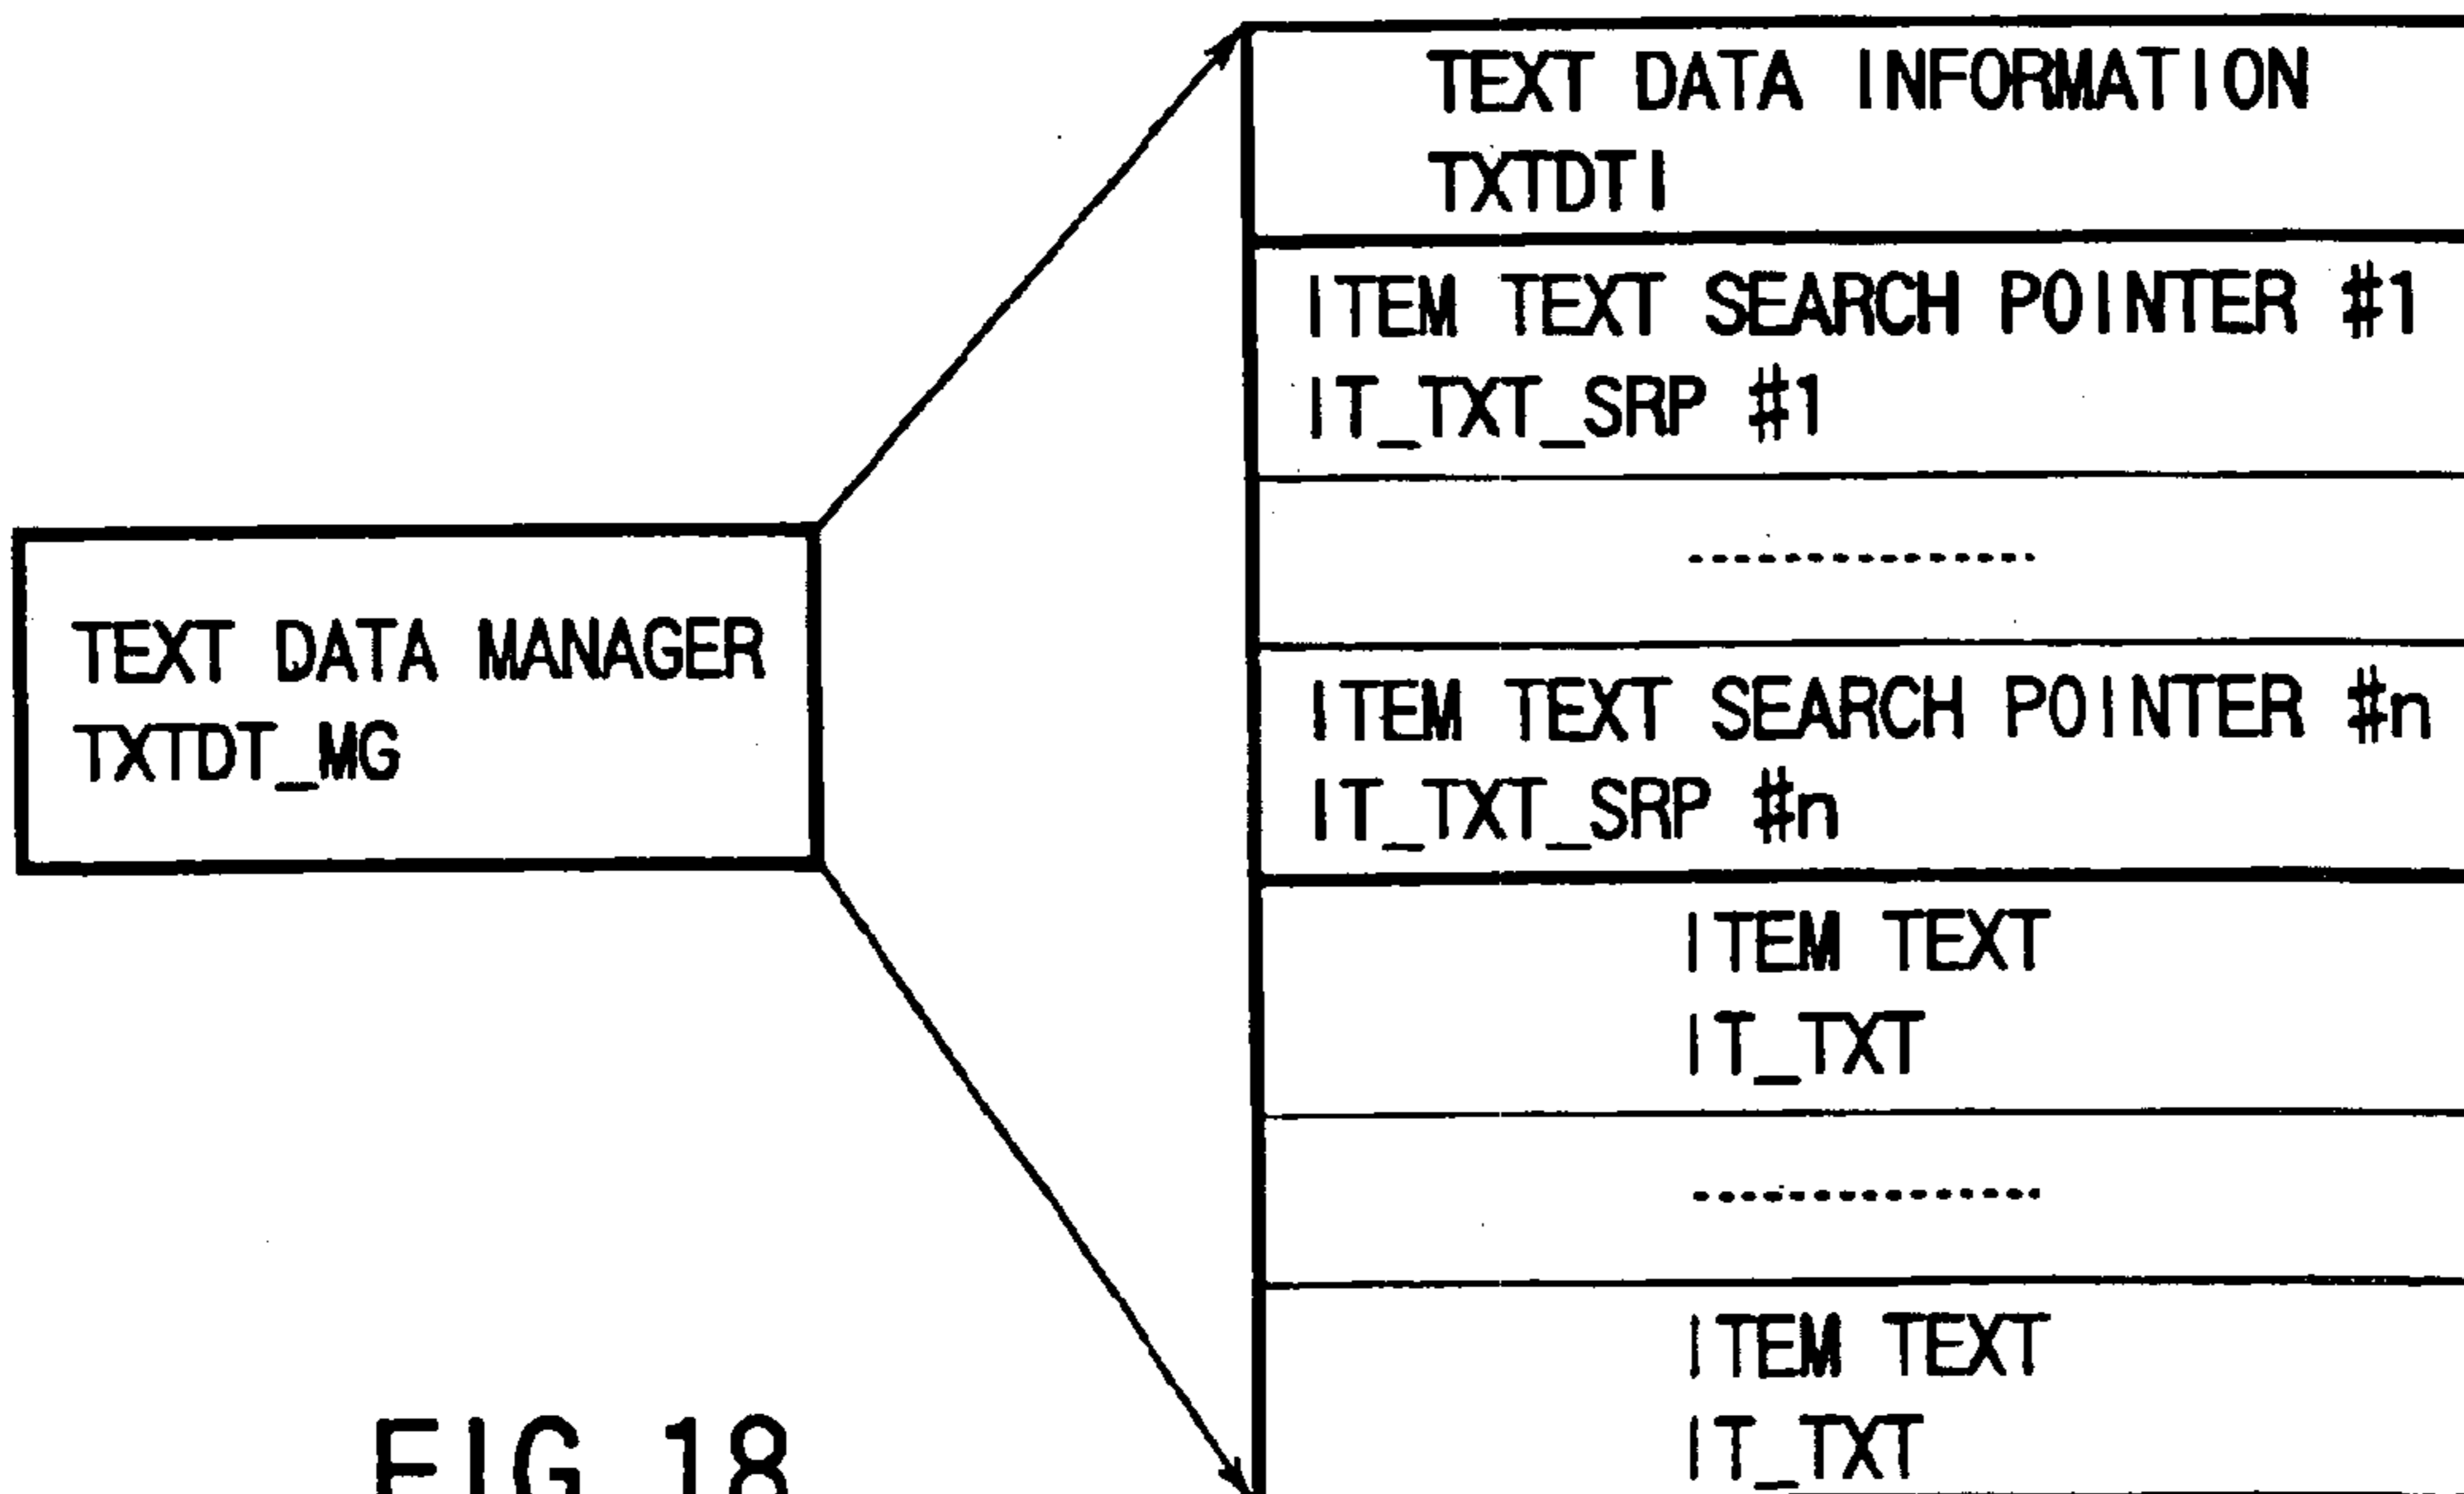 TEXT DATA INFORMATION
TXTDTI
ITEM TEXT SEARCH POINTER #1
IT_TXT_SRP #1
TEXT DATA MANAGER
TXTDT_MG
ITEM TEXT SEARCH POINTER #n
IT_TXT_SRP #n
ITEM TEXT
IT_TXT
ITEM TEXT
IT_TXT
FIG 18